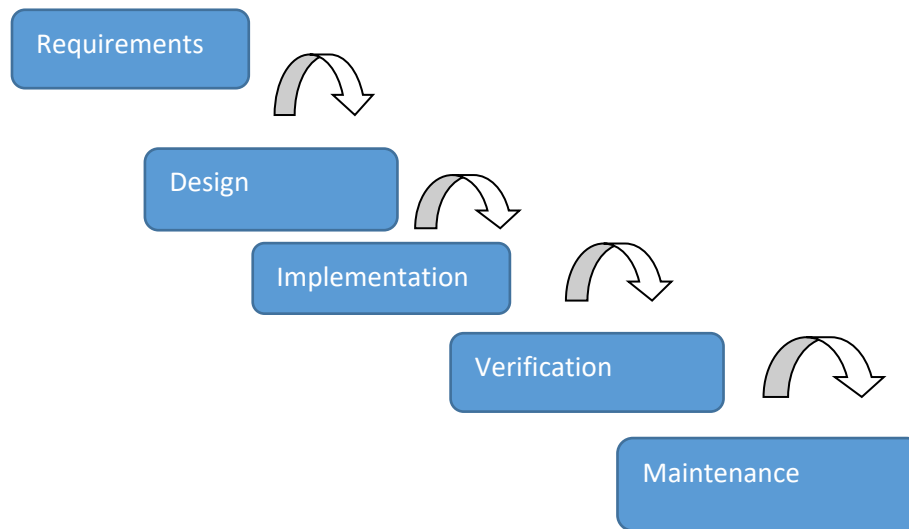 Requirements
Design
Implementation
Verification
Maintenance